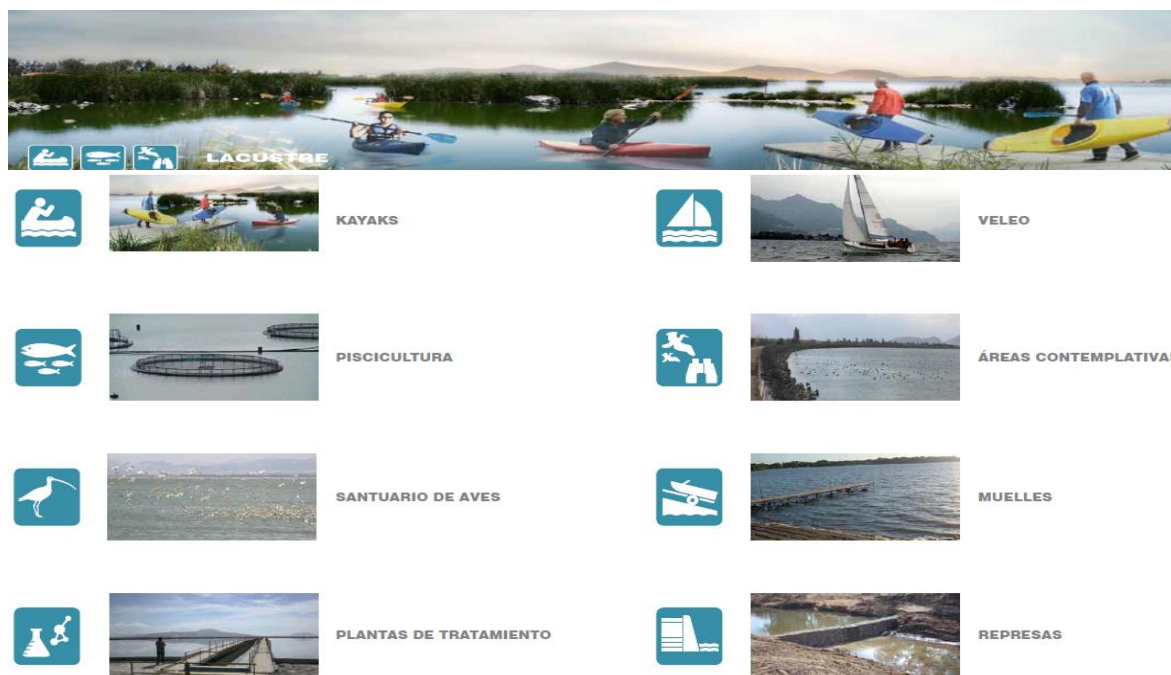 LACUSTRE
KAYAKS
VELEO
PISCICULTURA
ÁREAS CONTEMPLATIVAS
SANTUARIO DE AVES
MUELLES
PLANTAS DE TRATAMIENTO
REPRESAS